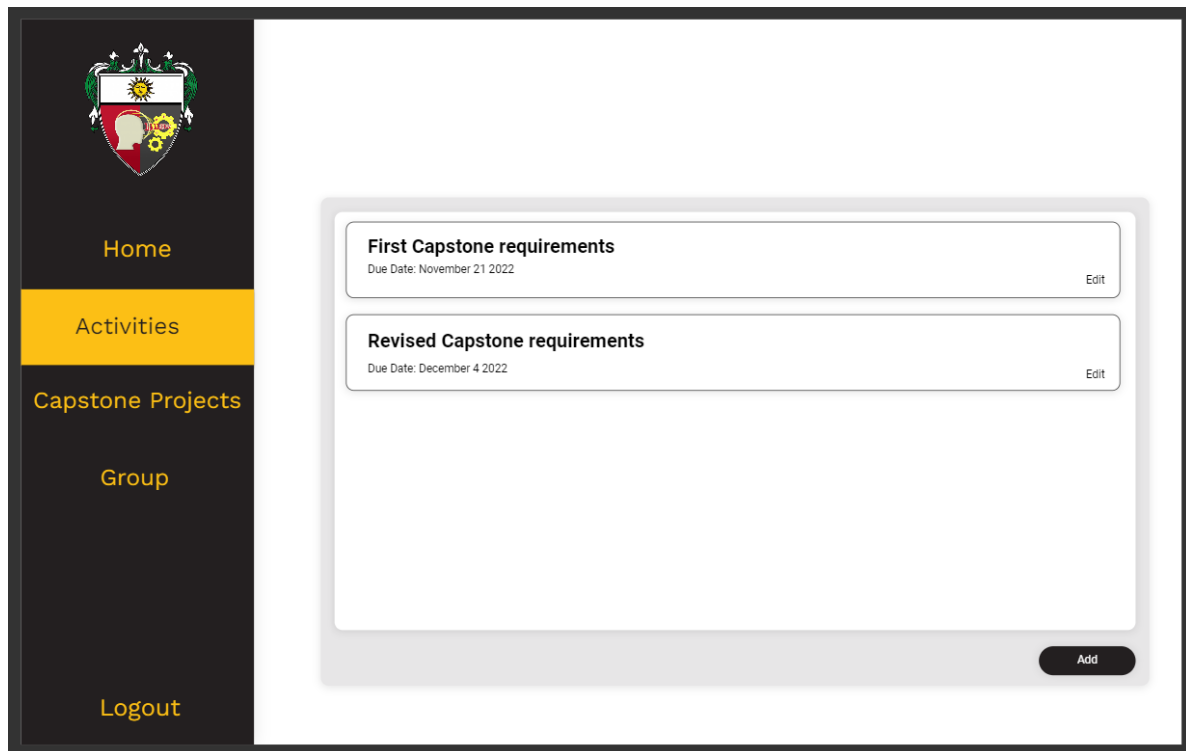 Home
Activities
Capstone Projects
Group
Logout
First Capstone requirements
Due Date: November 21 2022
Edit
Revised Capstone requirements
Due Date: December 4 2022
Edit
Add